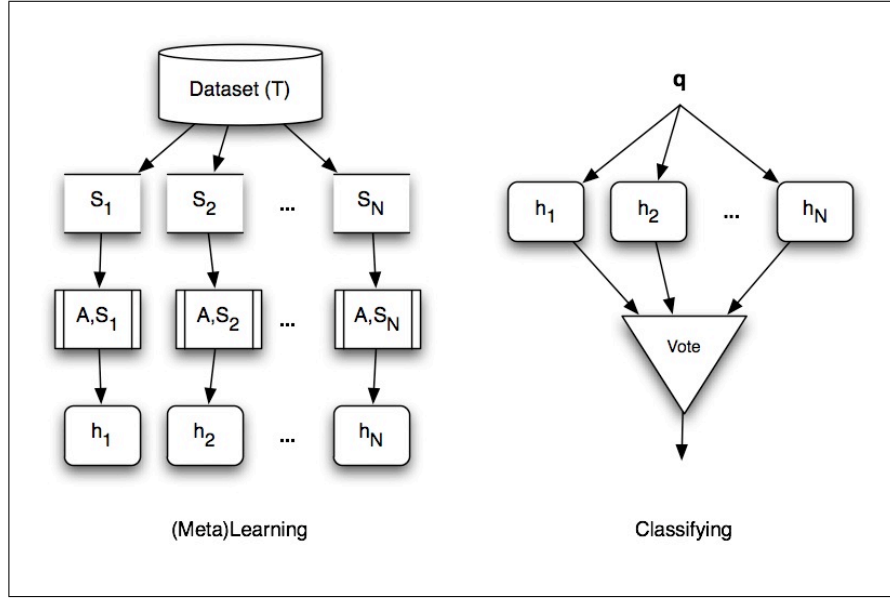 Dataset (T)
q
S1 S2 ... SN
h1 h2 ... hN
A,S1 A,S2 ... A,SN
Vote
h1 h2 ... hN
(Meta)Learning
Classifying